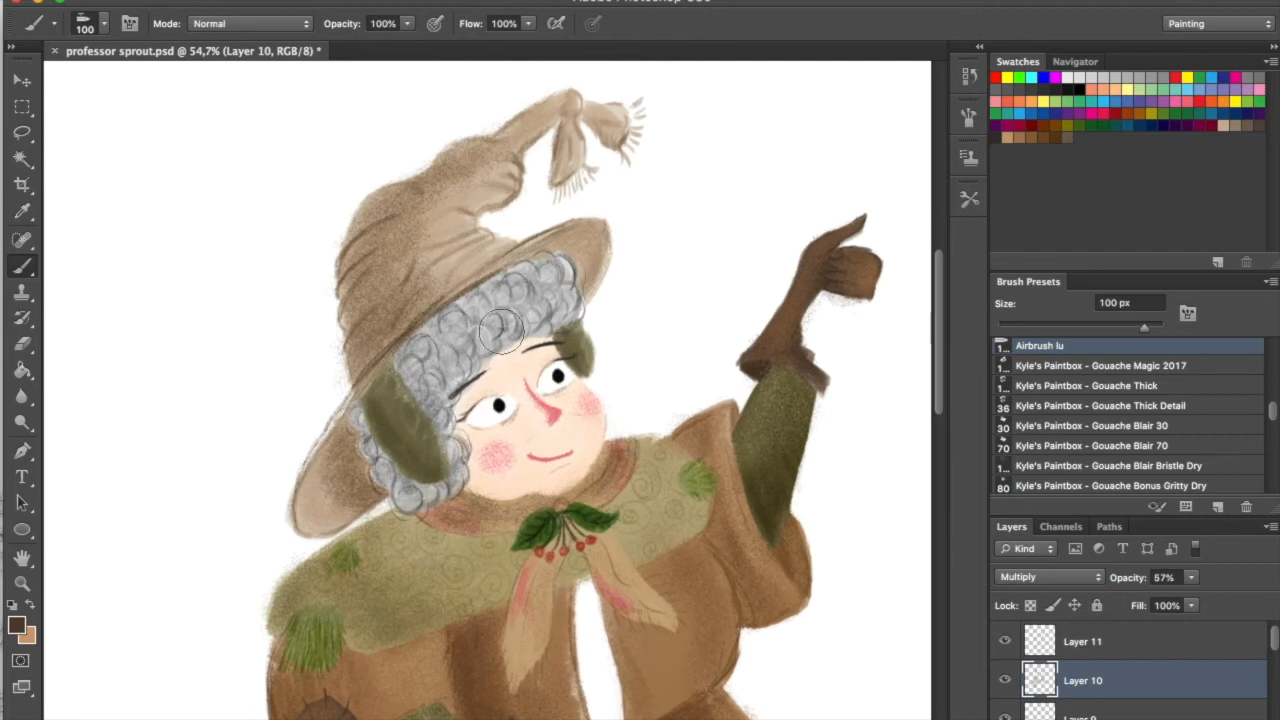 100
Mode: Normal
Opacity: 100%
Flow: 100%
Painting
professor sprout.psd @ 54,7% (Layer 10, RGB/8) *
Swatches
Navigator
Brush Presets
Size:
100 px
1... Airbrush lu
1... Kyle's Paintbox - Gouache Magic 2017
1... Kyle's Paintbox - Gouache Thick
36 Kyle's Paintbox - Gouache Thick Detail
30 Kyle's Paintbox - Gouache Blair 30
70 Kyle's Paintbox - Gouache Blair 70
1... Kyle's Paintbox - Gouache Blair Bristle Dry
80 Kyle's Paintbox - Gouache Bonus Gritty Dry
Layers
Channels
Paths
Kind
Multiply
Opacity: 57%
Lock:
Fill: 100%
Layer 11
Layer 10